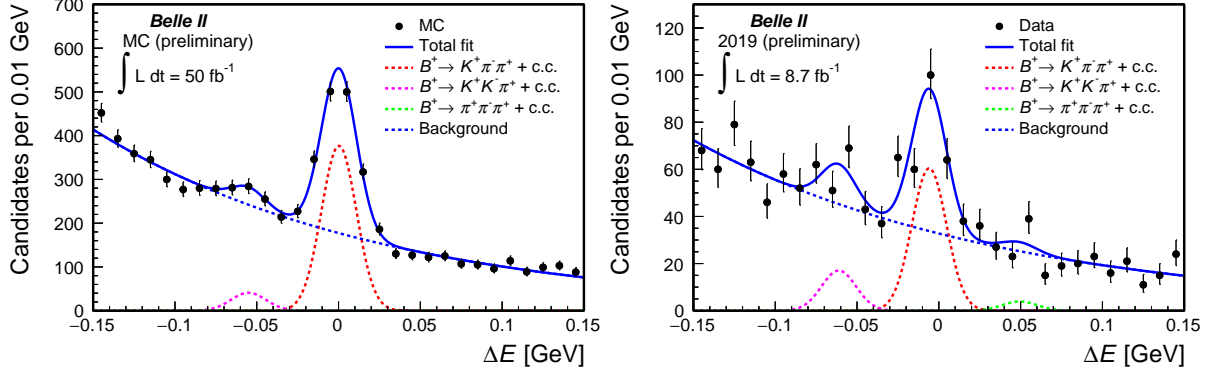 Belle II
MC (preliminary)
∫ L dt = 50 fb⁻¹
MC
Total fit
B⁺→ K⁺π⁻π⁺ + c.c.
B⁺→ K⁺K⁻π⁺ + c.c.
B⁺→ π⁺π⁻π⁺ + c.c.
Background
Candidates per 0.01 GeV
700
600
500
400
300
200
100
0
−0.15 −0.1 −0.05 0 0.05 0.1 0.15
ΔE [GeV]
Belle II
2019 (preliminary)
∫ L dt = 8.7 fb⁻¹
Data
Total fit
B⁺→ K⁺π⁻π⁺ + c.c.
B⁺→ K⁺K⁻π⁺ + c.c.
B⁺→ π⁺π⁻π⁺ + c.c.
Background
Candidates per 0.01 GeV
120
100
80
60
40
20
0
−0.15 −0.1 −0.05 0 0.05 0.1 0.15
ΔE [GeV]